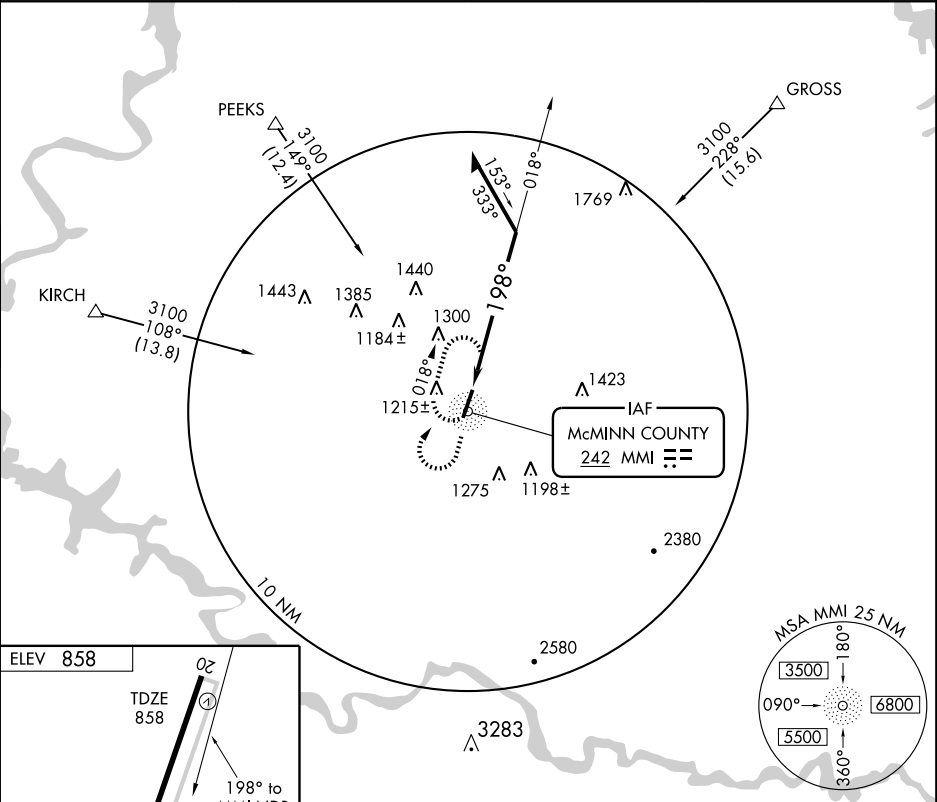 PEEKS
3100
149°
(12.4)
GROSS
3100
228°
(15.6)
018°
153°
333°
1769
198°
KIRCH
3100
108°
(13.8)
1443
1385
1440
1184±
1300
018°
1215±
1423
IAF
McMINN COUNTY
242 MMI
1275
1198±
2380
10 NM
2580
3283
MSA MMI 25 NM
180°
3500
090°
6800
5500
360°
ELEV 858
20
TDZE
858
V
198° to